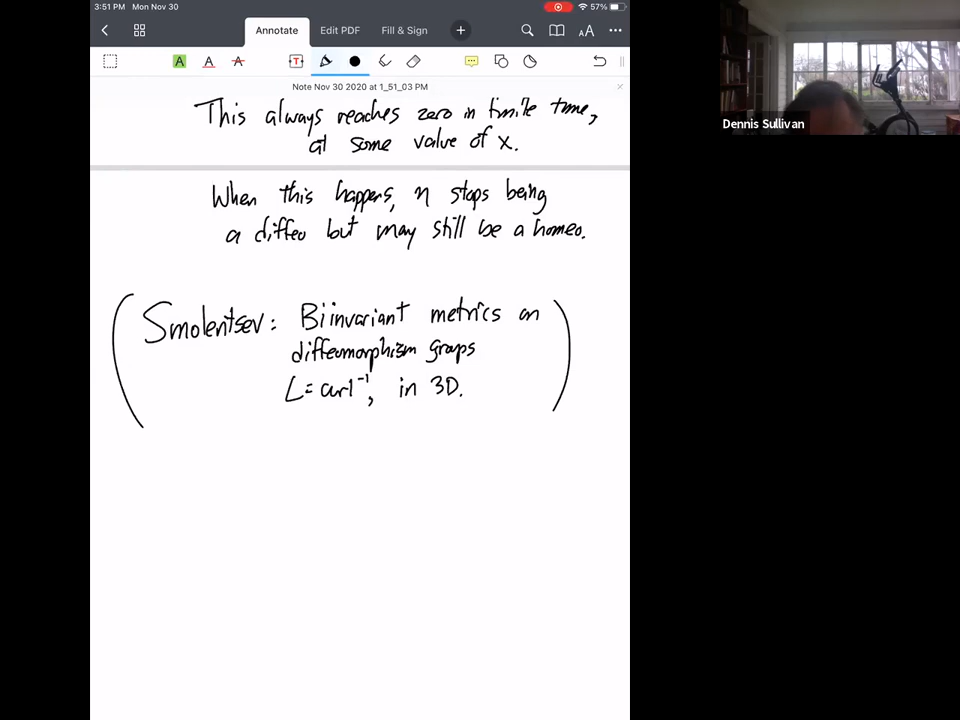 3:51 PM Mon Nov 30
57%
Annotate Edit PDF Fill & Sign
Note Nov 30 2020 at 1_51_03 PM
This always reaches zero in finite time,
at some value of x.
When this happens, η stops being
a diffeo but may still be a homeo.
Smolentsev: Biinvariant metrics on
diffeomorphism groups
L = curl⁻¹, in 3D.
Dennis Sullivan